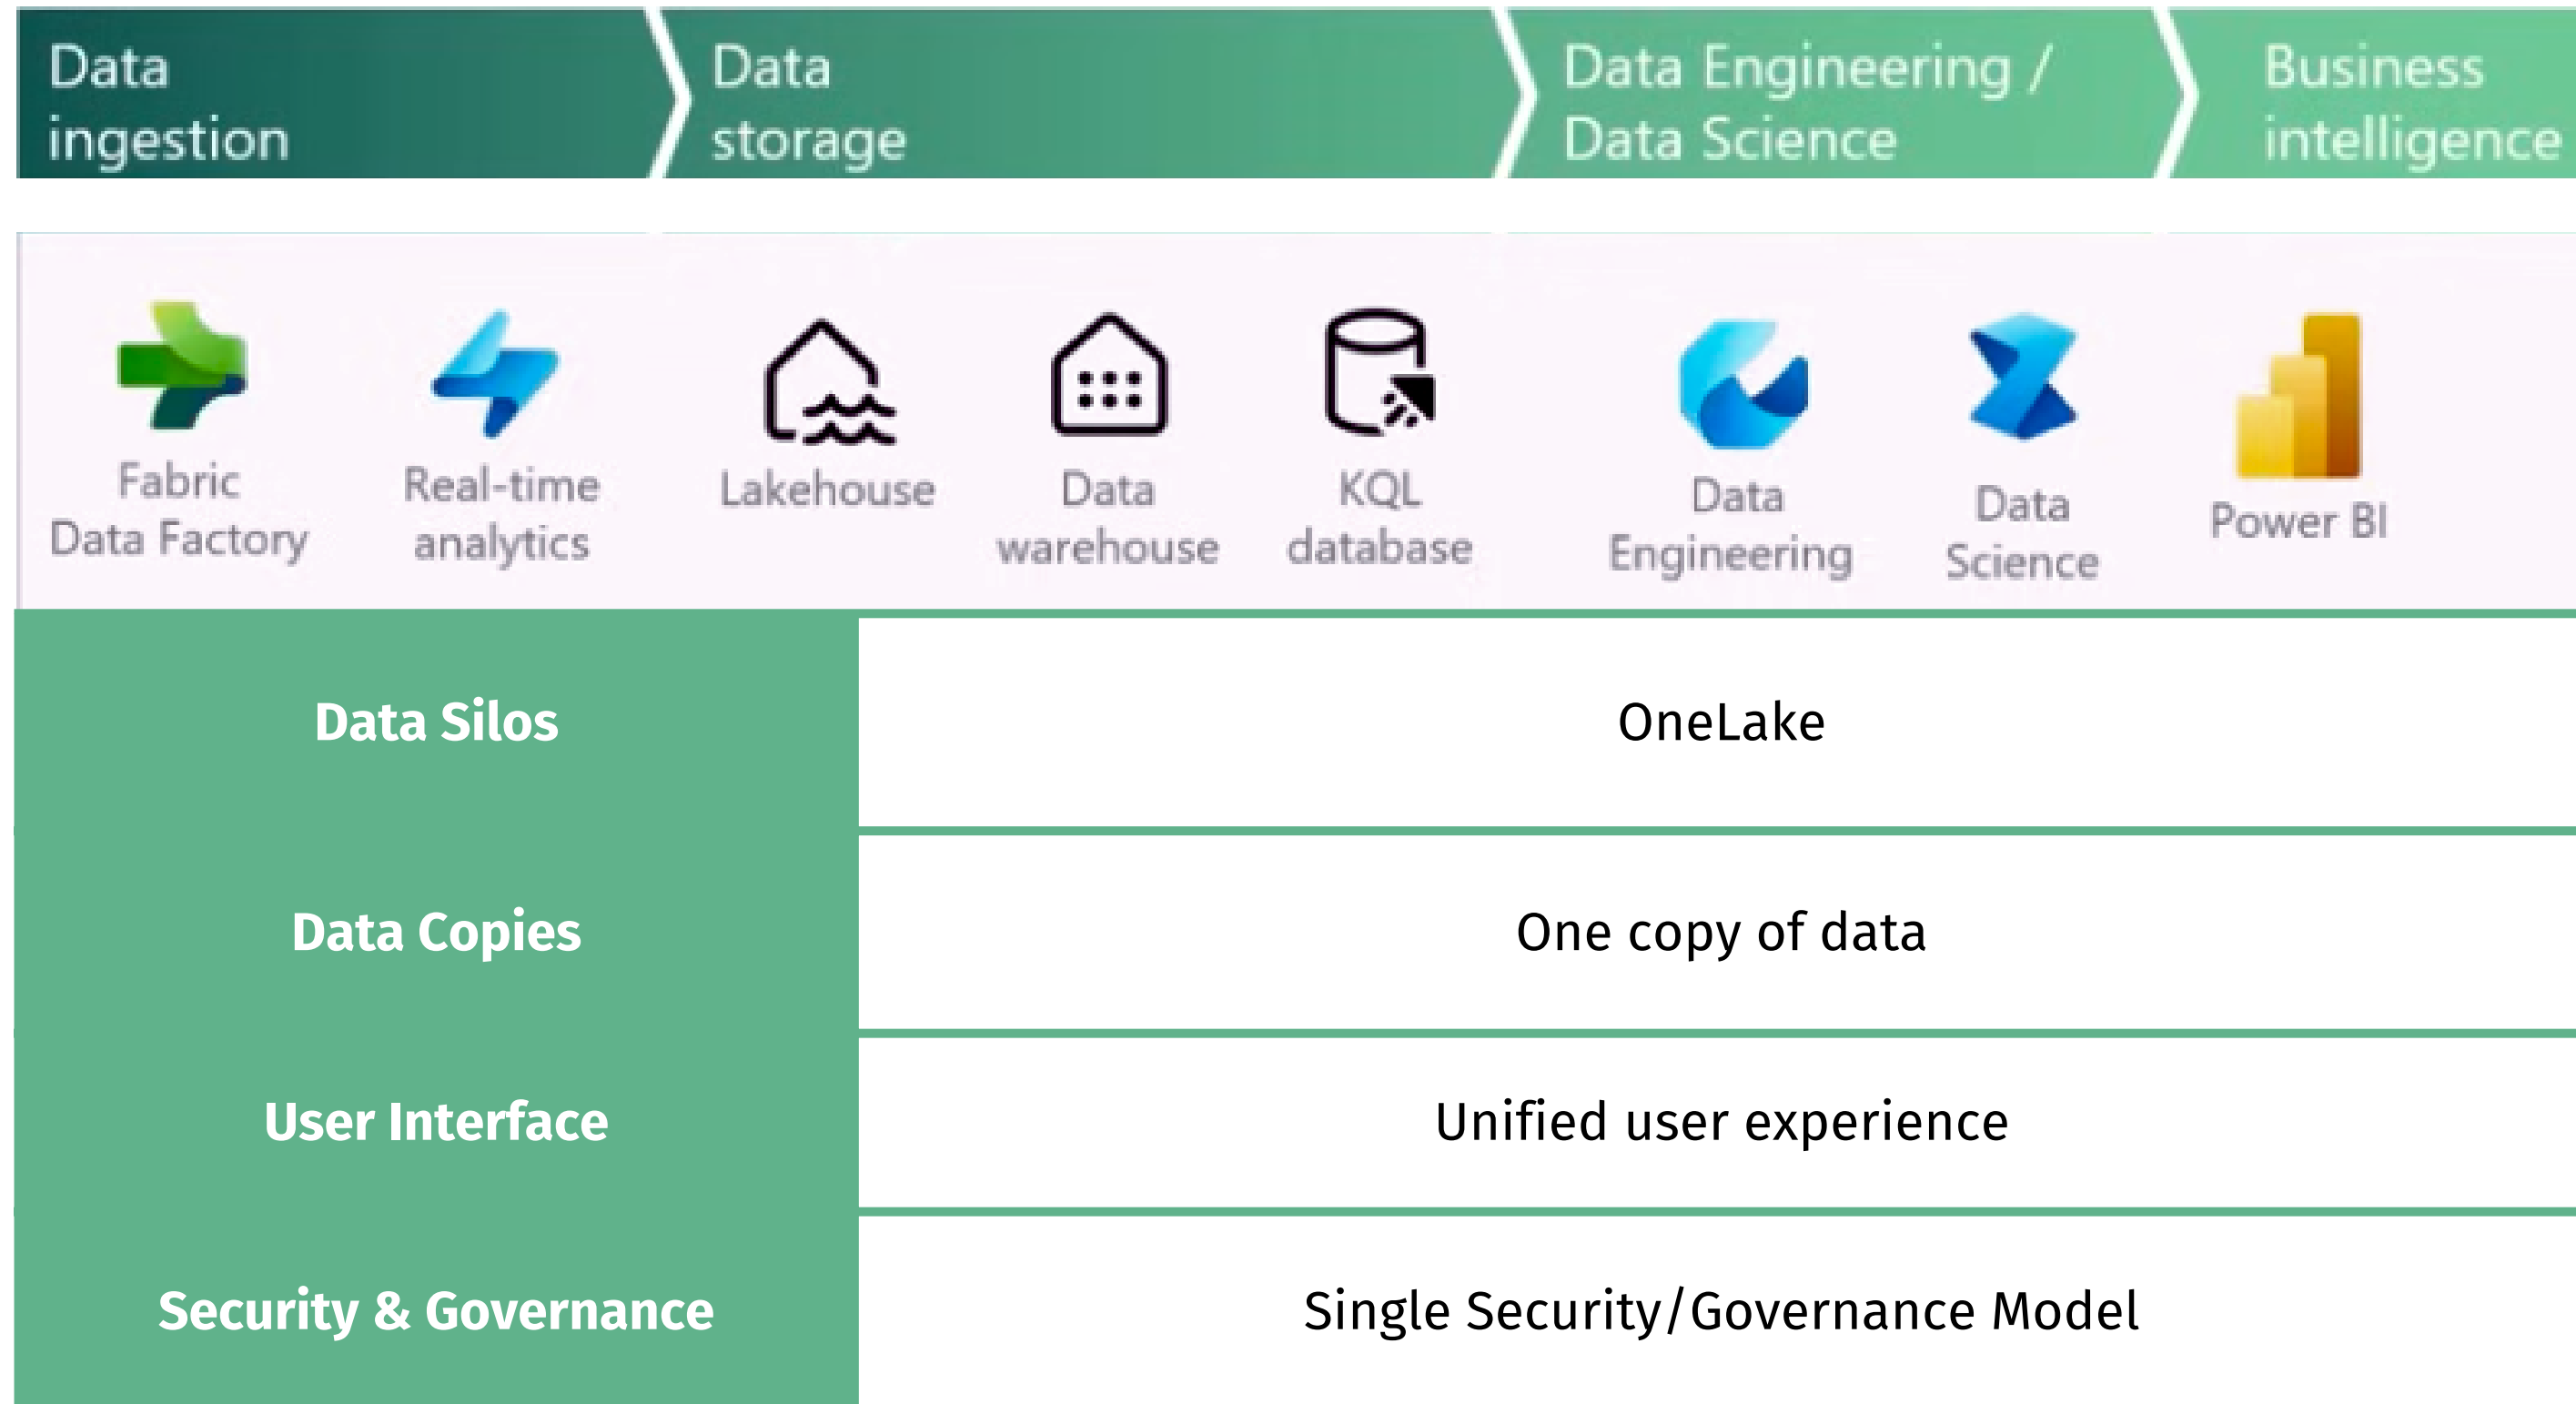 Data
ingestion
Data
storage
Data Engineering /
Data Science
Business
intelligence
Fabric
Data Factory
Real-time
analytics
Lakehouse
Data
warehouse
KQL
database
Data
Engineering
Data
Science
Power BI
Data Silos
OneLake
Data Copies
One copy of data
User Interface
Unified user experience
Security & Governance
Single Security/Governance Model